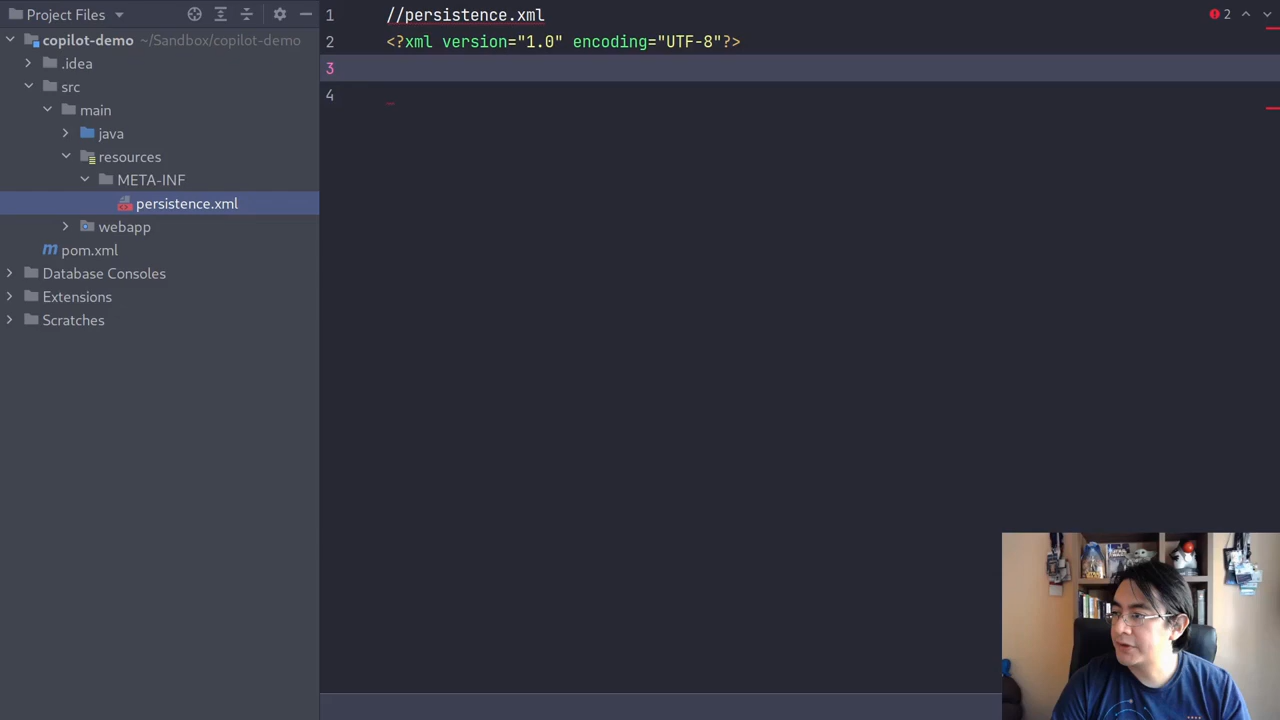 Project Files
copilot-demo ~/Sandbox/copilot-demo
.idea
src
main
java
resources
META-INF
persistence.xml
webapp
pom.xml
Database Consoles
Extensions
Scratches
1 //persistence.xml
2 <?xml version="1.0" encoding="UTF-8"?>
3
4
2